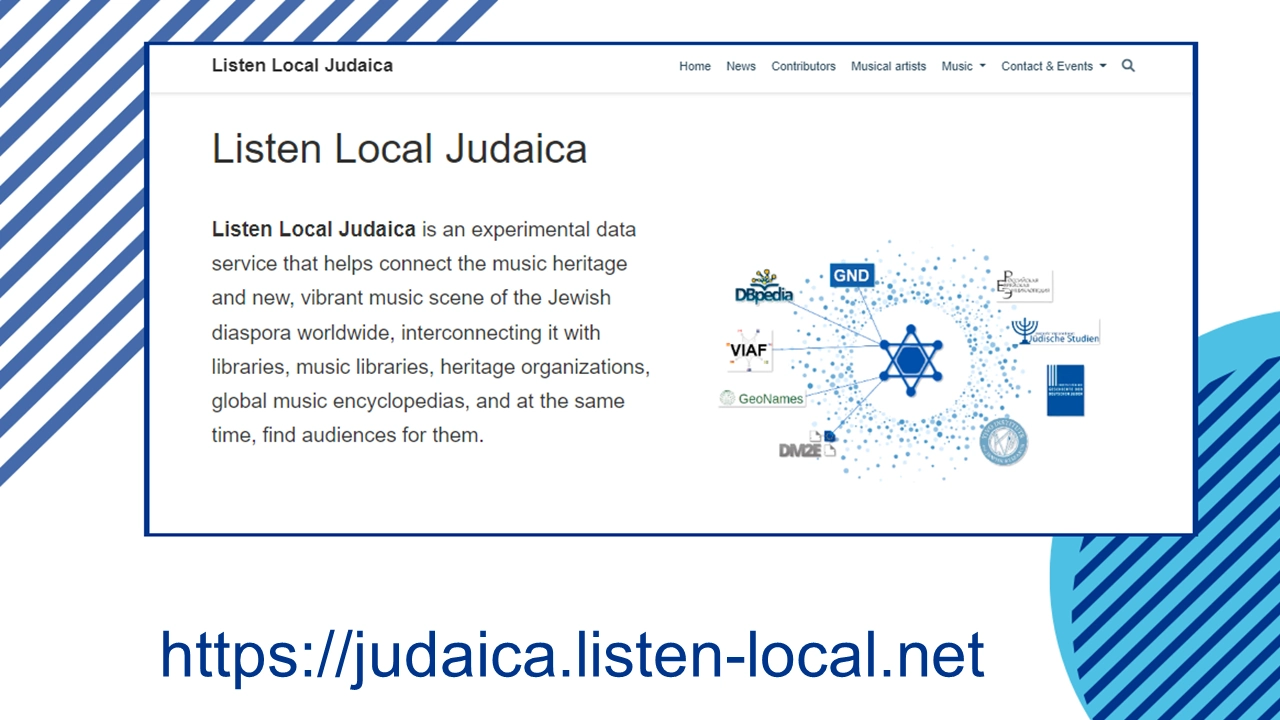 Listen Local Judaica
Home News Contributors Musical artists Music Contact & Events
Listen Local Judaica
Listen Local Judaica is an experimental data
service that helps connect the music heritage
and new, vibrant music scene of the Jewish
diaspora worldwide, interconnecting it with
libraries, music libraries, heritage organizations,
global music encyclopedias, and at the same
time, find audiences for them.
DBpedia
GND
VIAF
Jüdische Studien
GeoNames
DM2E
https://judaica.listen-local.net